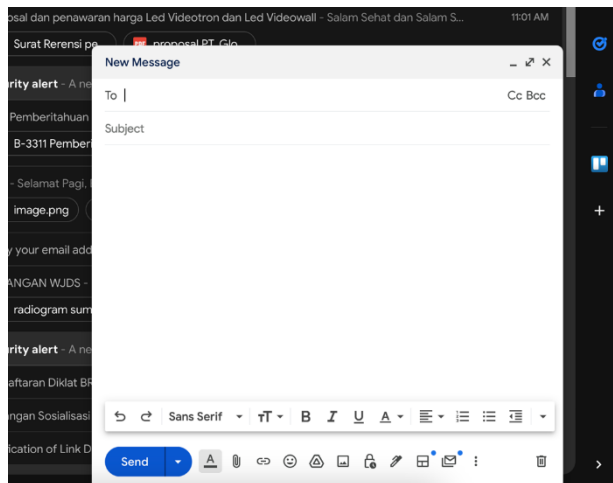 osal dan penawaran harga Led Videotron dan Led Videowall - Salam Sehat dan Salam S... 11:01 AM
Surat Rerensi pe
proposal PT. Glo
New Message
rity alert - A ne
To
Cc Bcc
Pemberitahuan
Subject
B-3311 Pemberi
- Selamat Pagi,
image.png
y your email add
ANGAN WJDS -
radiogram sum
rity alert - A ne
aftaran Diklat BR
Sans Serif
B I U A
ngan Sosialisasi
ication of Link D
Send
A